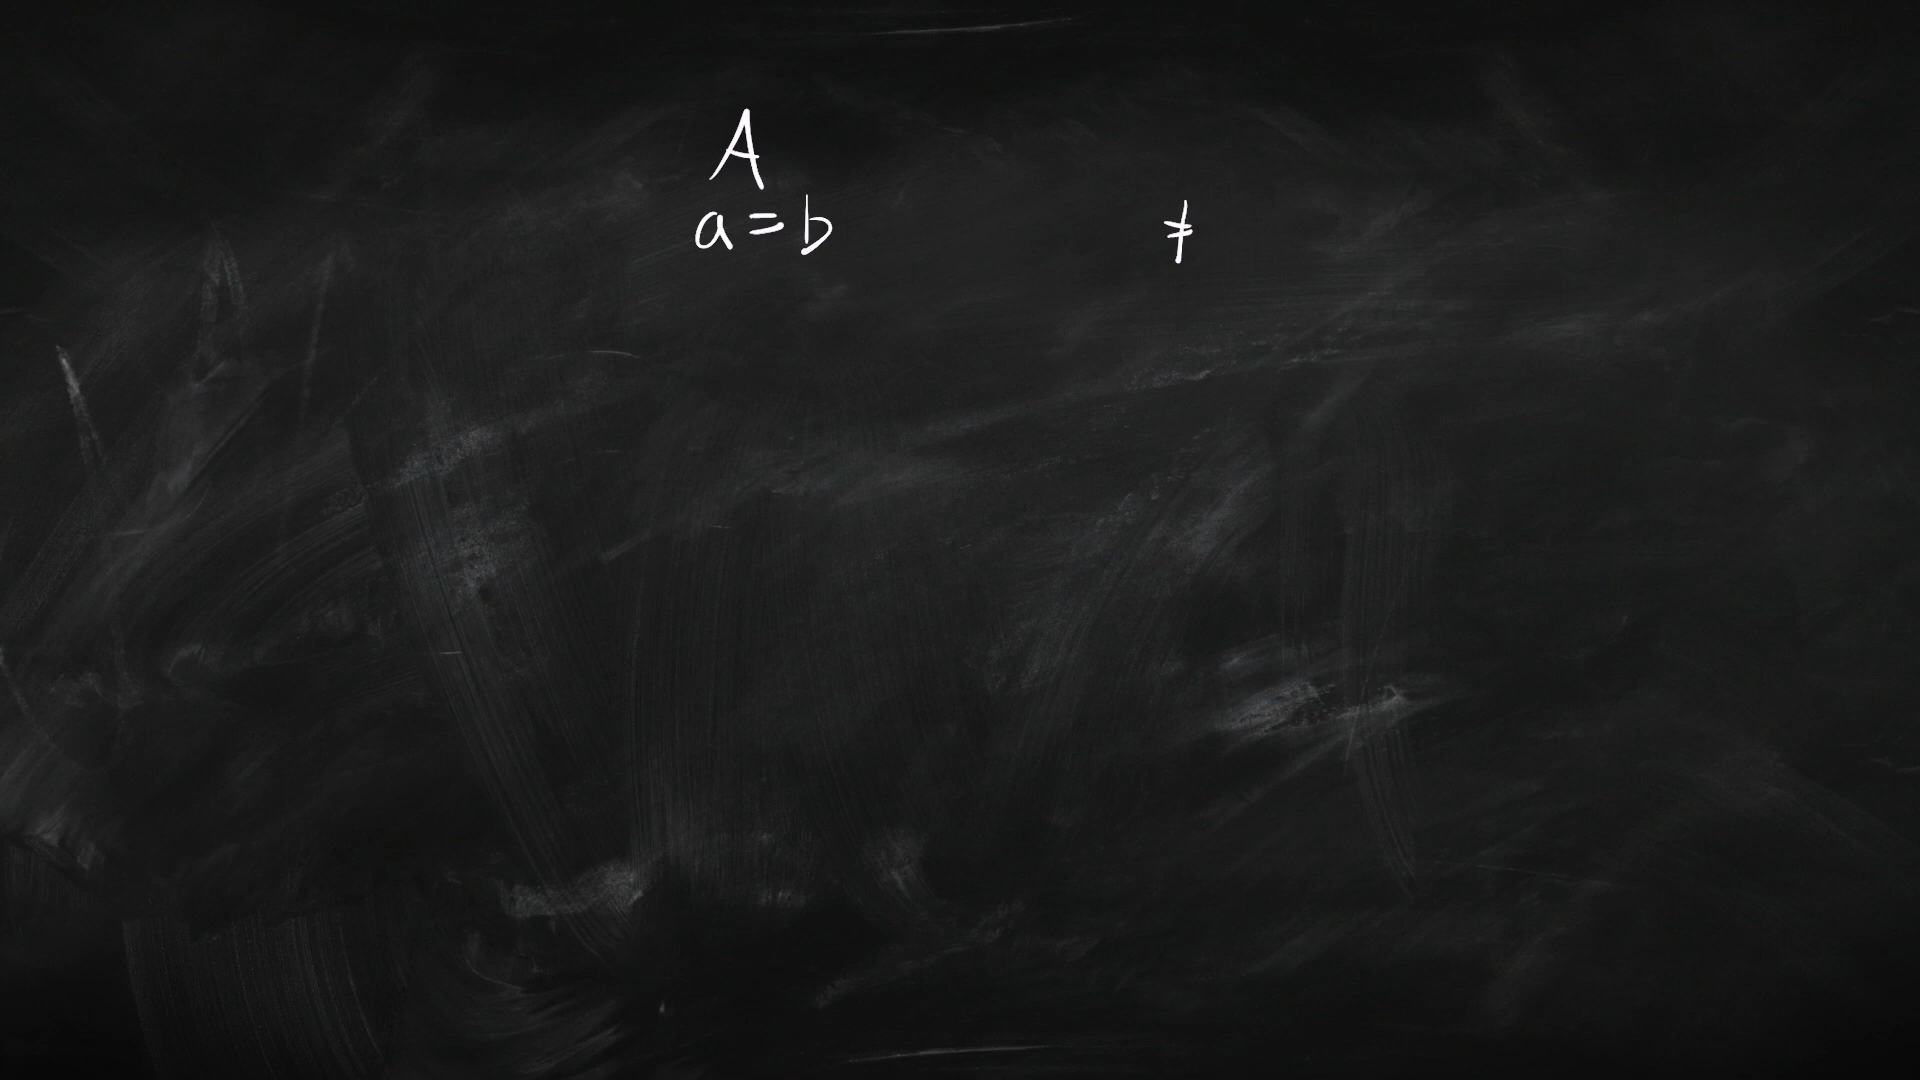 A
a = b ≠